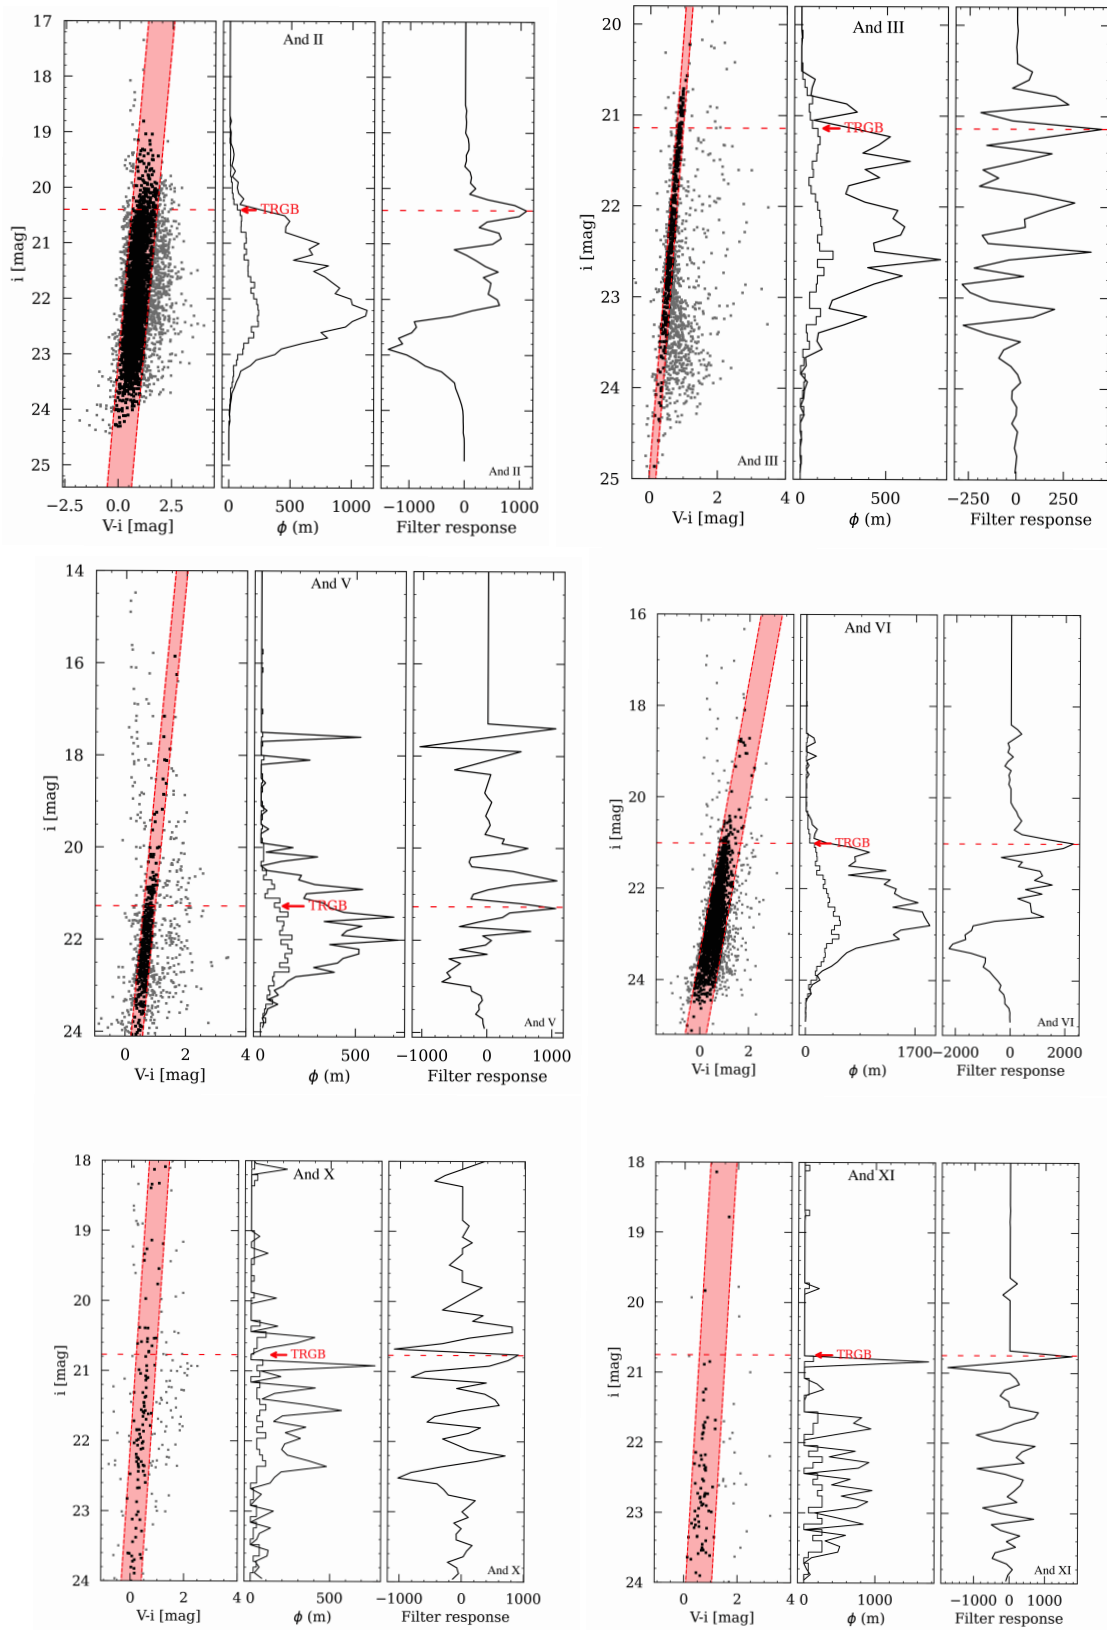 And II
17
18
19
20
21
22
23
24
25
i [mag]
TRGB
And II
−2.5 0.0 2.5
V-i [mag]
0 500 1000
ϕ (m)
−1000 0 1000
Filter response
And III
20
21
22
23
24
25
i [mag]
TRGB
And III
0 2 4
V-i [mag]
0 500
ϕ (m)
−250 0 250
Filter response
And V
14
16
18
20
22
24
i [mag]
TRGB
And V
0 2 4
V-i [mag]
0 500
ϕ (m)
−1000 0 1000
Filter response
And VI
16
18
20
22
24
i [mag]
TRGB
And VI
0 2
V-i [mag]
0 1700
ϕ (m)
−2000 0 2000
Filter response
And X
18
19
20
21
22
23
24
i [mag]
TRGB
And X
0 2 4
V-i [mag]
0 500
ϕ (m)
−1000 0 1000
Filter response
And XI
18
19
20
21
22
23
24
i [mag]
TRGB
And XI
0 2 4
V-i [mag]
0 1000
ϕ (m)
−1000 0 1000
Filter response